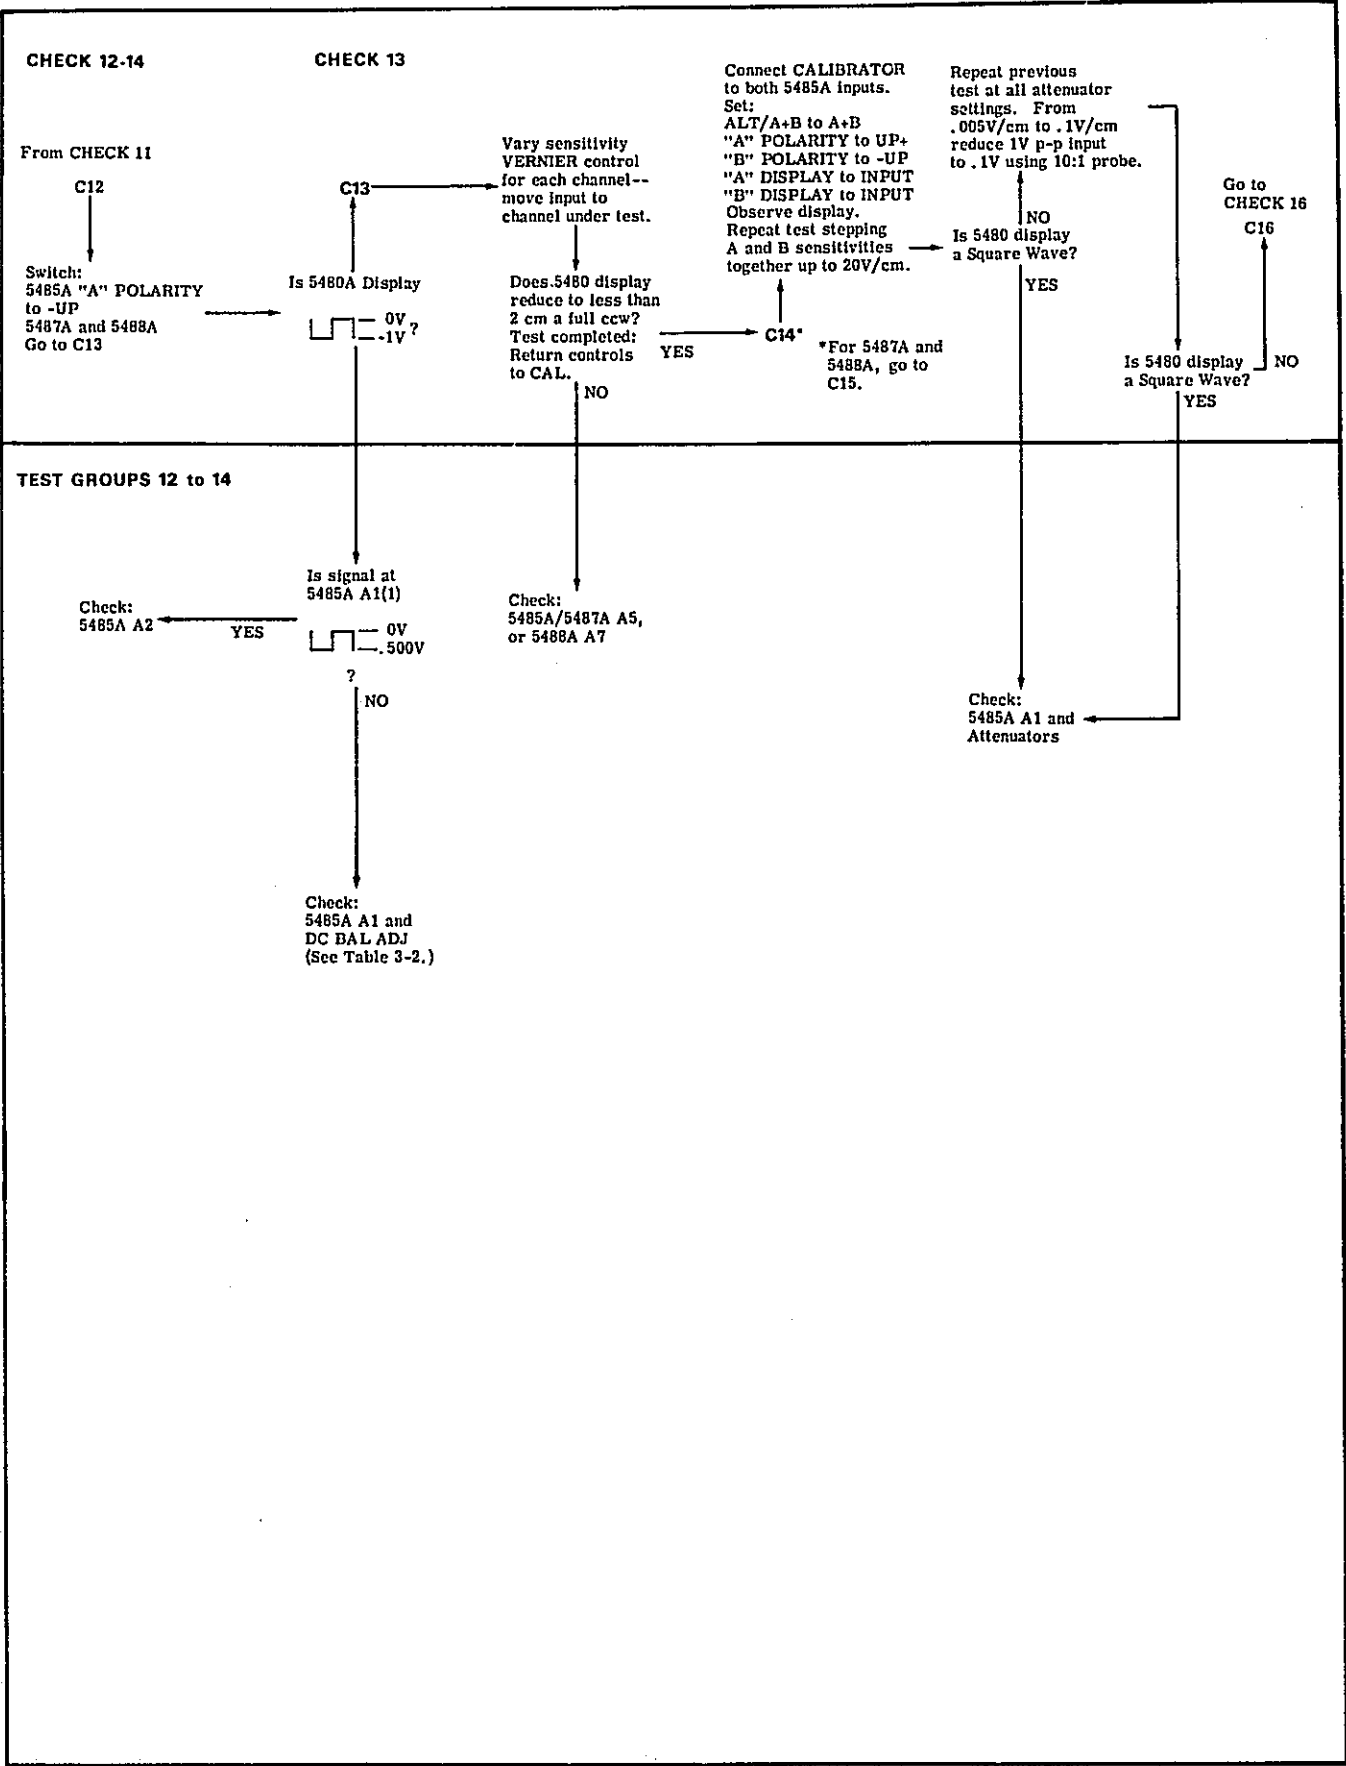 CHECK 12-14
CHECK 13
From CHECK 11
C12
Switch:
5485A "A" POLARITY
to -UP
5487A and 5488A
Go to C13
C13
Is 5480A Display
0V
-1V ?
Vary sensitivity
VERNIER control
for each channel--
move input to
channel under test.
Does.5480 display
reduce to less than
2 cm a full ccw?
Test completed:
Return controls
to CAL.
YES
NO
Connect CALIBRATOR
to both 5485A inputs.
Set:
ALT/A+B to A+B
"A" POLARITY to UP+
"B" POLARITY to -UP
"A" DISPLAY to INPUT
"B" DISPLAY to INPUT
Observe display.
Repeat test stepping
A and B sensitivities
together up to 20V/cm.
C14*
*For 5487A and
5488A, go to
C15.
Repeat previous
test at all attenuator
settings. From
.005V/cm to .1V/cm
reduce 1V p-p input
to .1V using 10:1 probe.
NO
Is 5480 display
a Square Wave?
YES
Go to
CHECK 16
C16
Is 5480 display
a Square Wave?
NO
YES
TEST GROUPS 12 to 14
Is signal at
5485A A1(1)
0V
.500V
?
YES
Check:
5485A A2
NO
Check:
5485A A1 and
DC BAL ADJ
(See Table 3-2.)
Check:
5485A/5487A A5,
or 5488A A7
Check:
5485A A1 and
Attenuators